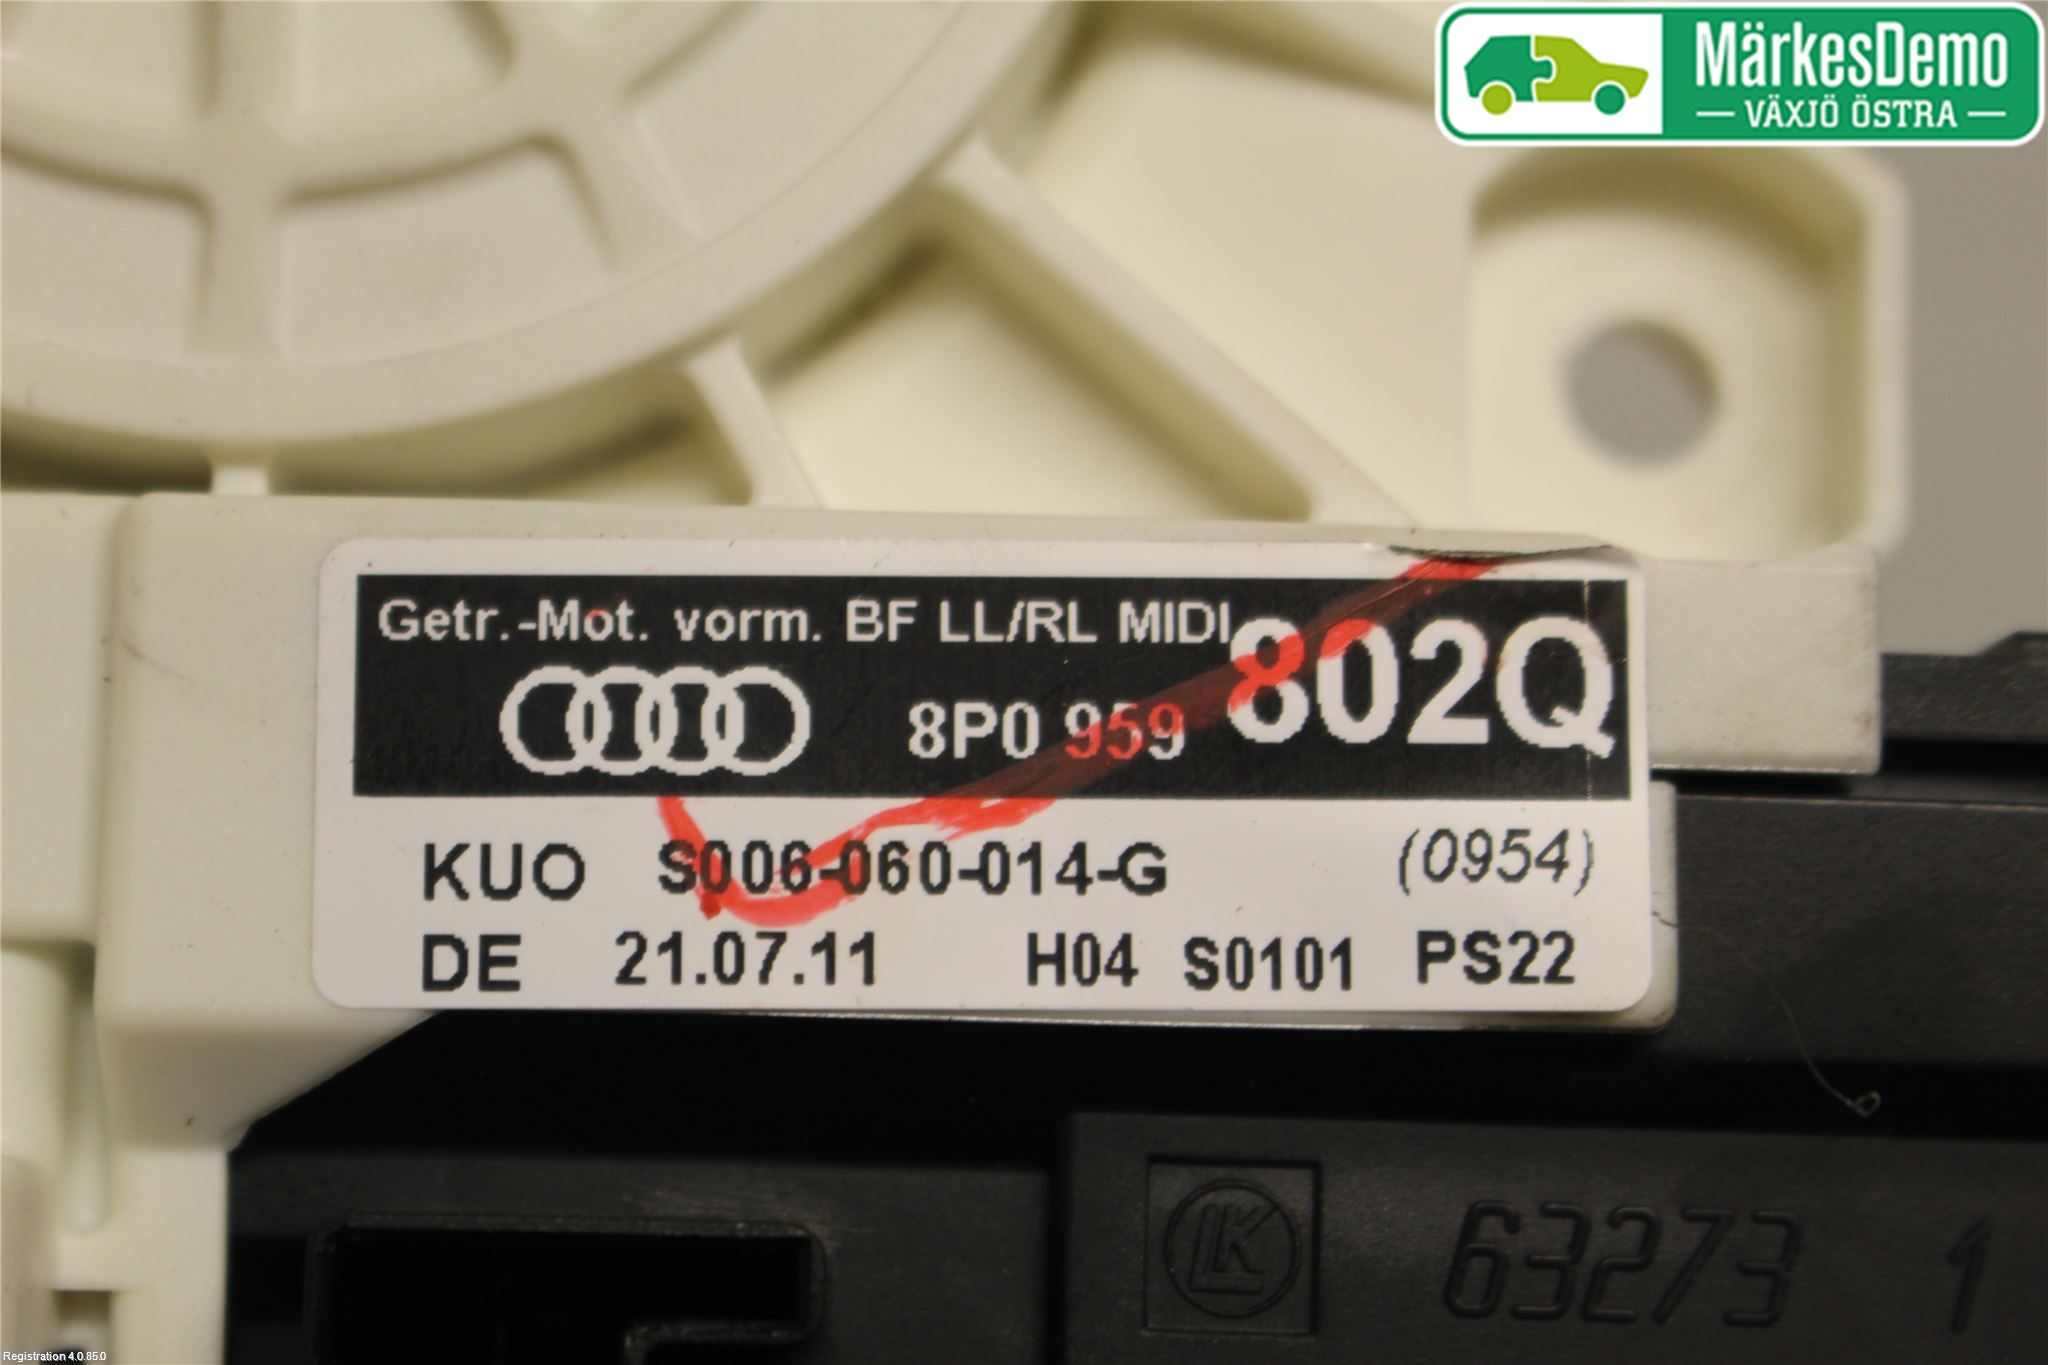 MärkesDemo
— VÄXJÖ ÖSTRA —
Getr.-Mot. vorm. BF LL/RL MIDI
8P0 959 802Q
KUO S006-060-014-G (0954)
DE 21.07.11 H04 S0101 PS22
LK 63273 1
Registration 4.0.85.0